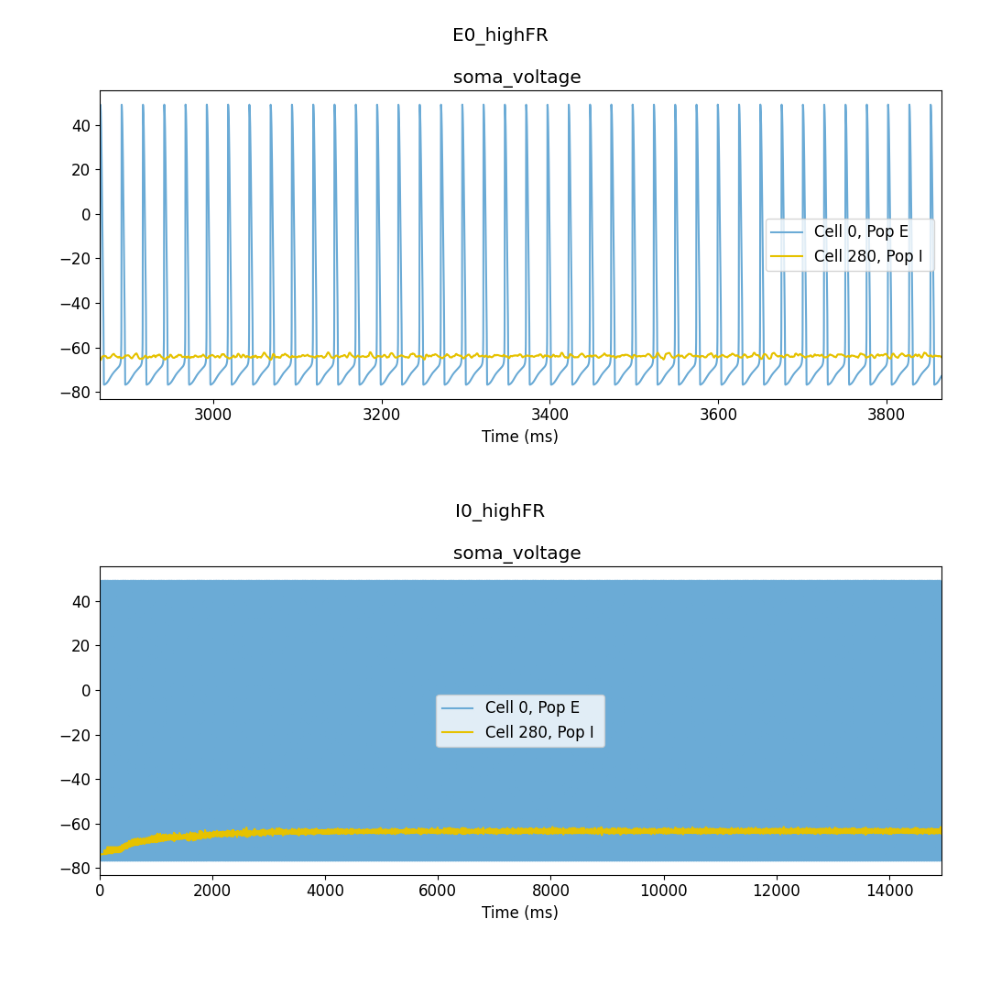 E0_highFR
soma_voltage
40
20
0
−20
−40
−60
−80
Cell 0, Pop E
Cell 280, Pop I
3000 3200 3400 3600 3800
Time (ms)
I0_highFR
soma_voltage
40
20
0
−20
−40
−60
−80
Cell 0, Pop E
Cell 280, Pop I
0 2000 4000 6000 8000 10000 12000 14000
Time (ms)